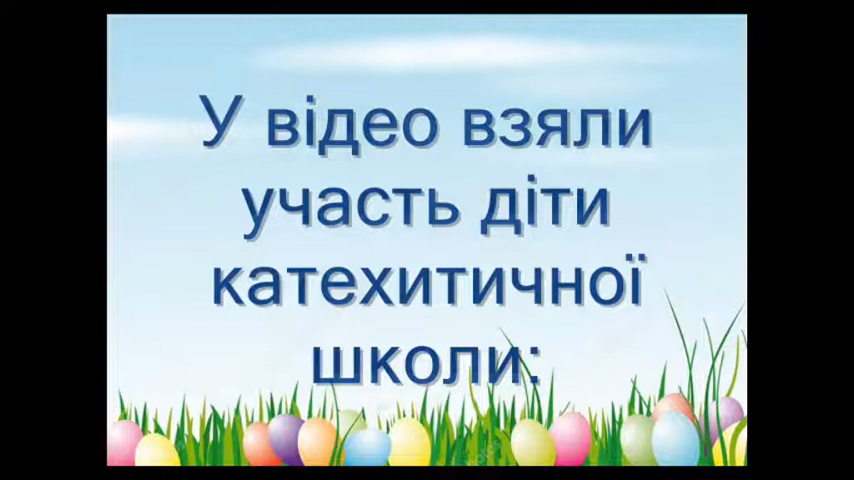 У відео взяли
участь діти
катехитичної
школи: